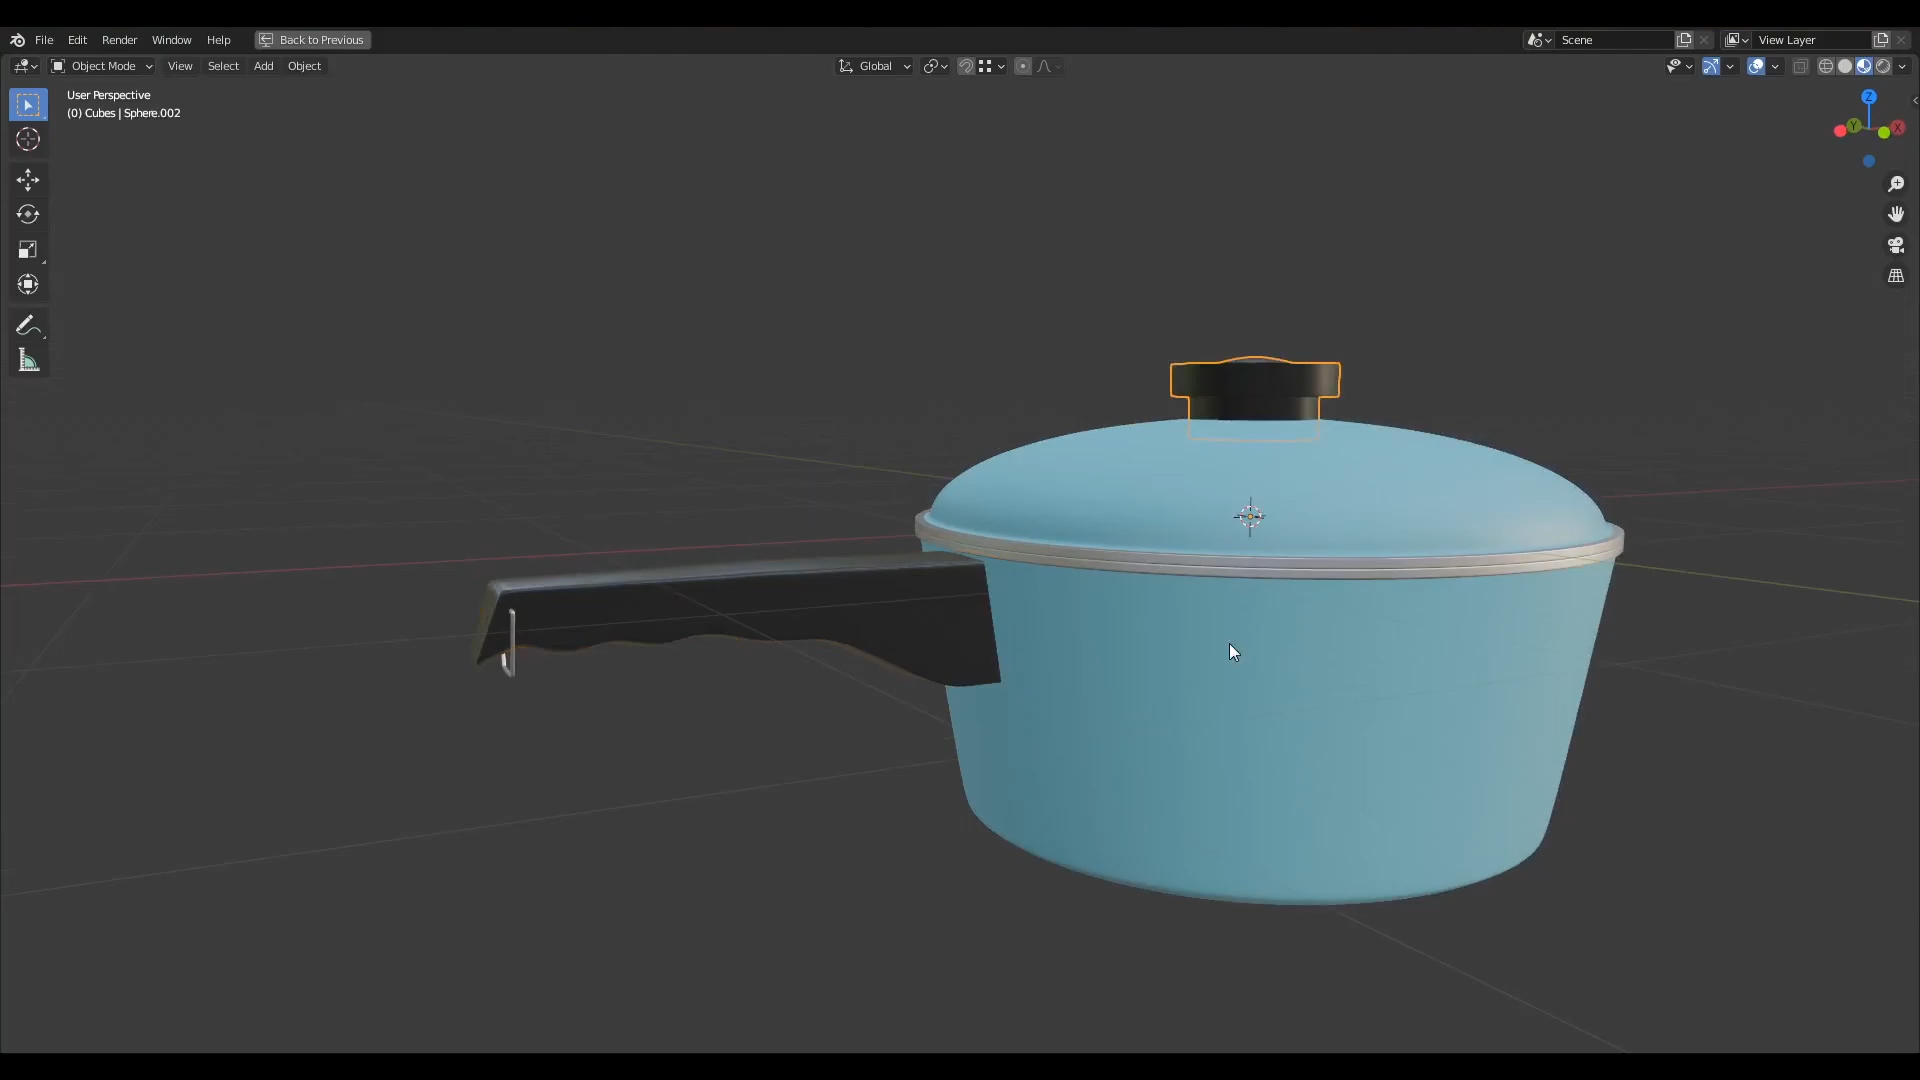 File Edit Render Window Help Back to Previous Scene View Layer
Object Mode View Select Add Object Global
User Perspective
(0) Cubes | Sphere.002
Z
Y X